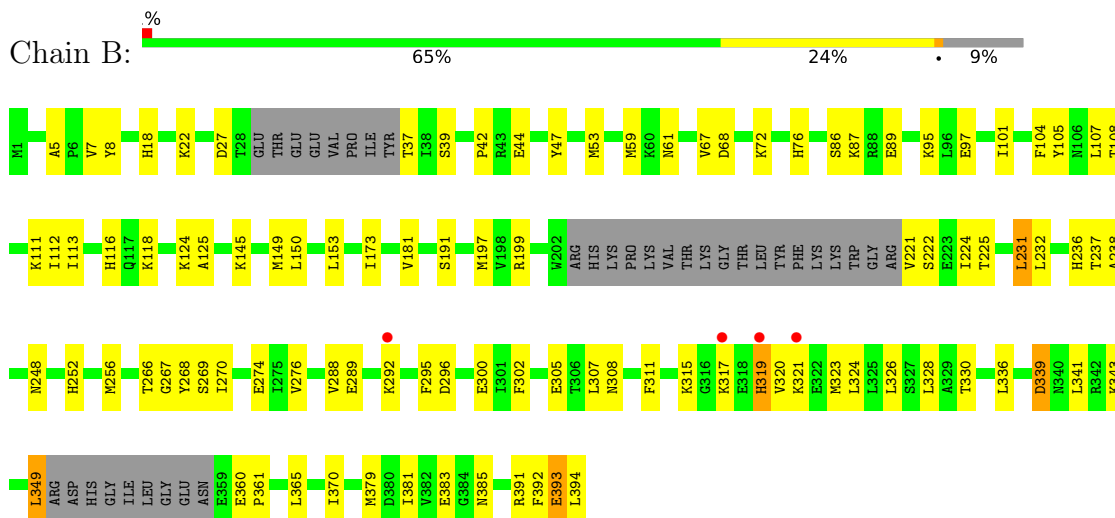 .%
Chain B:
65% 24% • 9%
M1 A5 P6 V7 Y8 H18 K22 D27 T28 GLU THR GLU GLU VAL PRO ILE TYR T37 I38 S39 P42 R43 E44 Y47 M53 M59 K60 N61 V67 D68 K72 H76 S86 K87 R88 E89 K95 L96 E97 I101 F104 Y105 N106 L107 T108
K111 I112 I113 H116 Q117 K118 K124 A125 K145 M149 L150 L153 I173 V181 S191 M197 V198 R199 W202 ARG HIS LYS PRO LYS VAL THR LYS GLY THR LEU TYR PHE LYS LYS TRP GLY ARG V221 S222 E223 I224 T225 L231 L232 H236 T237 A238
N248 H252 M256 T266 G267 Y268 S269 I270 E274 I275 V276 V288 E289 K292 F295 D296 E300 I301 F302 E305 T306 L307 N308 F311 K315 G316 K317 E318 H319 V320 K321 E322 M323 L324 L325 L326 S327 L328 A329 T330 L336 D339 N340 L341 R342 K343
L349 ARG ASP HIS GLY ILE LEU GLY GLU ASN E359 E360 P361 L365 I370 M379 D380 I381 V382 E383 G384 N385 R391 F392 E393 L394